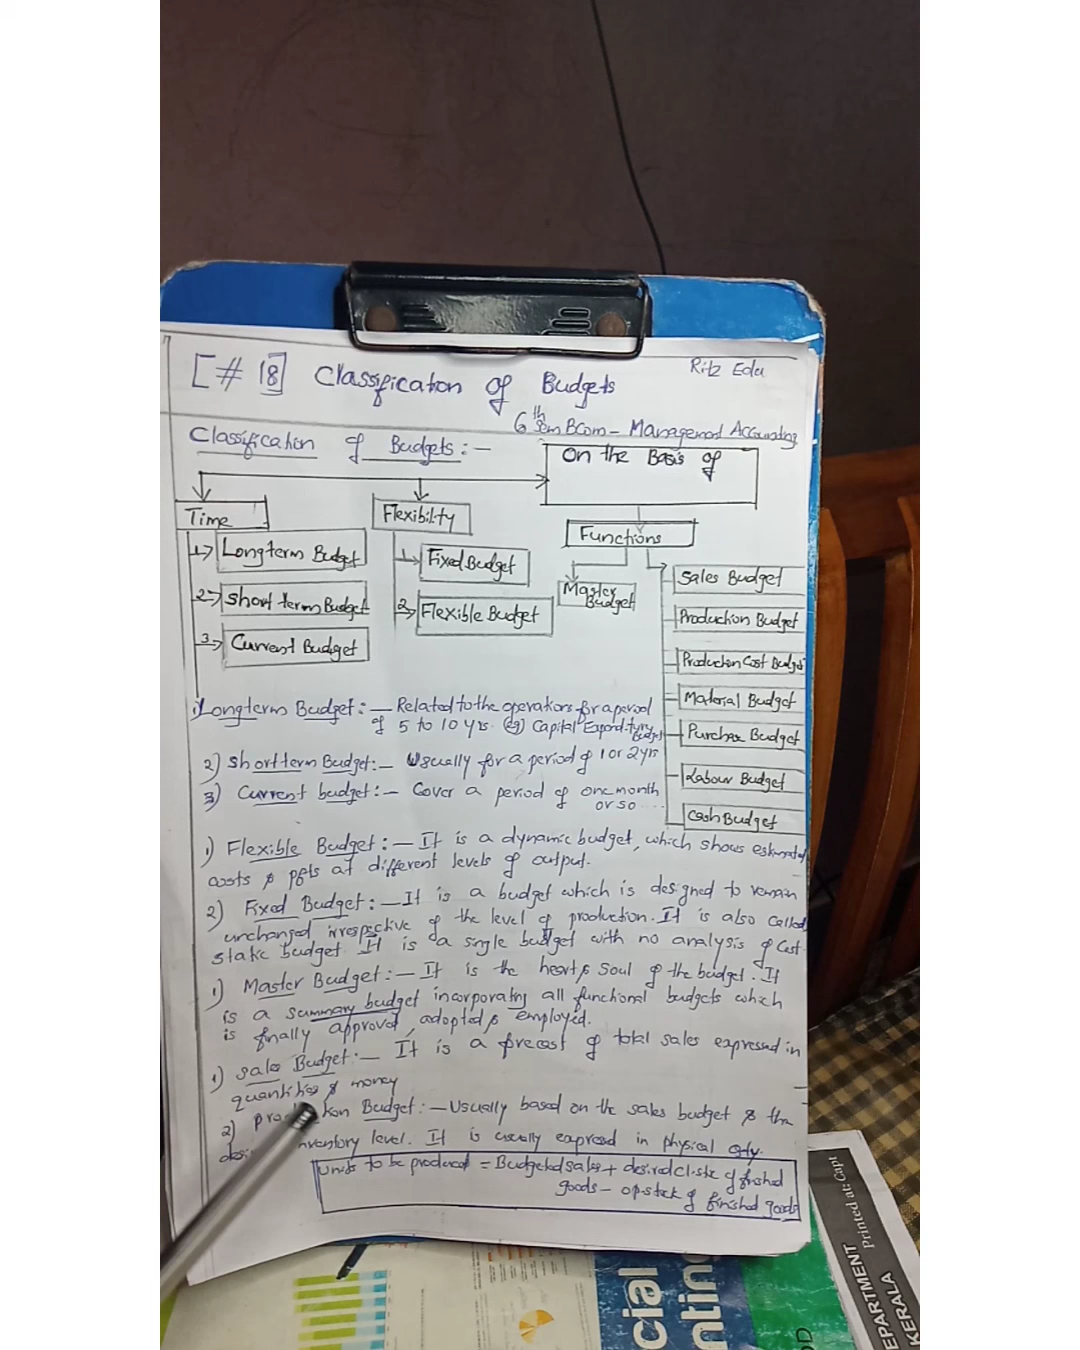 [# 18] Classification of Budgets
Ritz Edu
6th Sem BCom - Management Accounting
Classification of Budgets :-
On the Basis of
Time
Flexibility
Functions
1 Long term Budget
2 Short term Budget
3 Current Budget
1 Fixed Budget
2 Flexible Budget
Master Budget
Sales Budget
Production Budget
Production Cost Budget
Material Budget
Purchase Budget
Labour Budget
Cash Budget
1) Longterm Budget :- Related to the operations for a period
of 5 to 10 yrs. (eg) Capital Expenditure Budget
2) Short term Budget :- Usually for a period of 1 or 2 yrs
3) Current budget :- Cover a period of one month
or so ....
1) Flexible Budget :- It is a dynamic budget, which shows estimated
costs & pfts at different levels of output.
2) Fixed Budget :- It is a budget which is designed to remain
unchanged irrespective of the level of production. It is also called
static budget. It is a single budget with no analysis of Cost.
1) Master Budget :- It is the heart & soul of the budget. It
is a summary budget incorporating all functional budgets which
is finally approved, adopted & employed.
1) Sales Budget :- It is a forecast of total sales expressed in
quantities & money
2) Budget :- Usually based on the sales budget & the
inventory level. It is usually expressed in physical qty.
Units to be produced = Budgeted sales + desired cl. stk of finished
goods - op. stock of finished goods
cial
nting
EPARTMENT
KERALA
Printed at: Capt